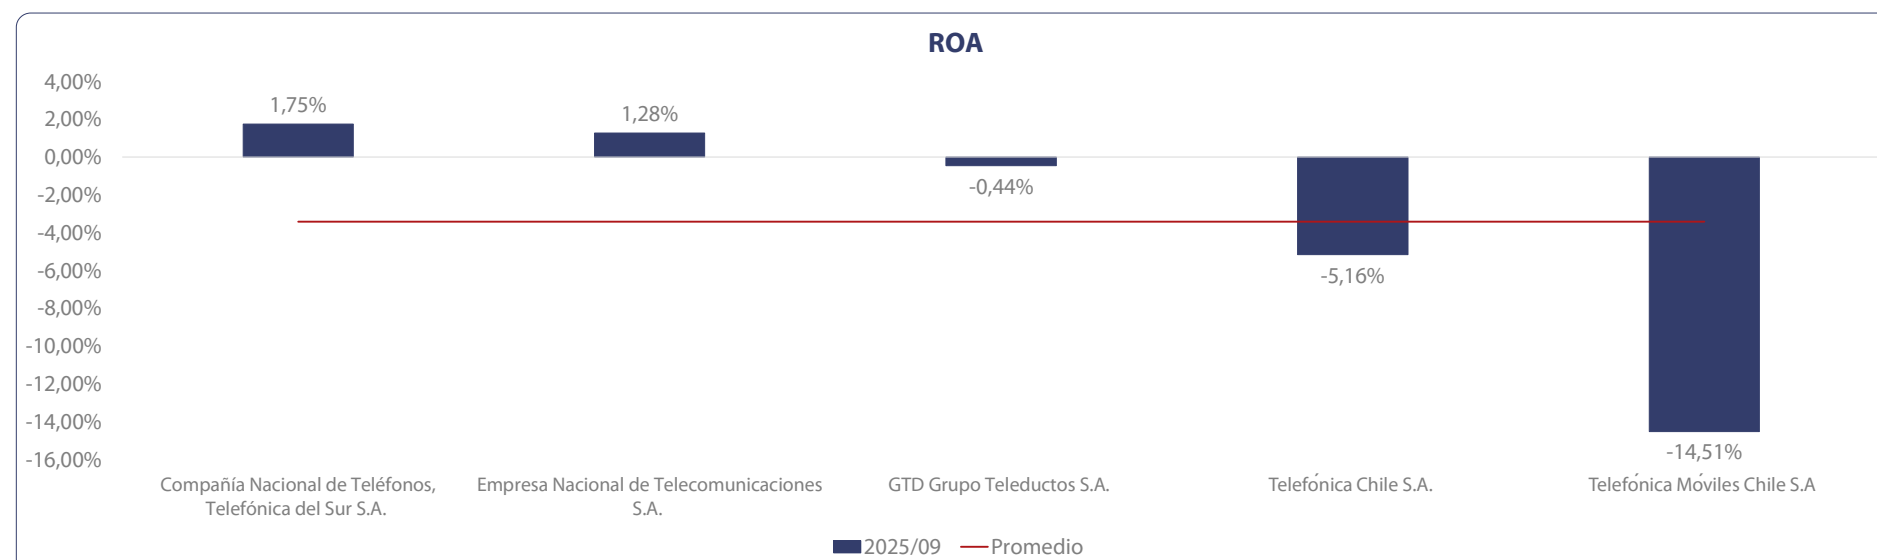 ROA
4,00%
2,00%
0,00%
-2,00%
-4,00%
-6,00%
-8,00%
-10,00%
-12,00%
-14,00%
-16,00%
1,75%
1,28%
-0,44%
-5,16%
-14,51%
Compañía Nacional de Teléfonos,
Telefónica del Sur S.A.
Empresa Nacional de Telecomunicaciones
S.A.
GTD Grupo Teleductos S.A.
Telefónica Chile S.A.
Telefónica Móviles Chile S.A
2025/09
Promedio